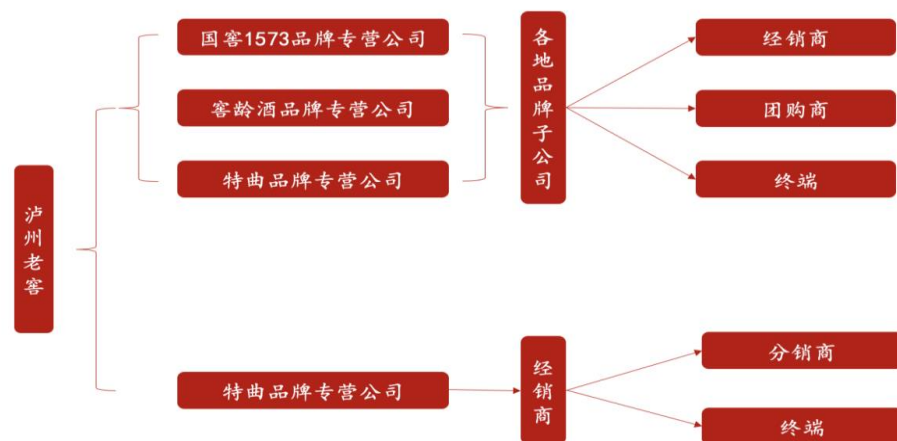 泸州老窖
国窖1573品牌专营公司
窖龄酒品牌专营公司
特曲品牌专营公司
各地品牌子公司
经销商
团购商
终端
特曲品牌专营公司
经销商
分销商
终端